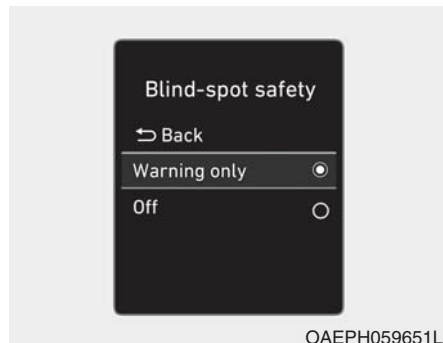 Blind-spot safety
Back
Warning only
Off
OAEPH059651L